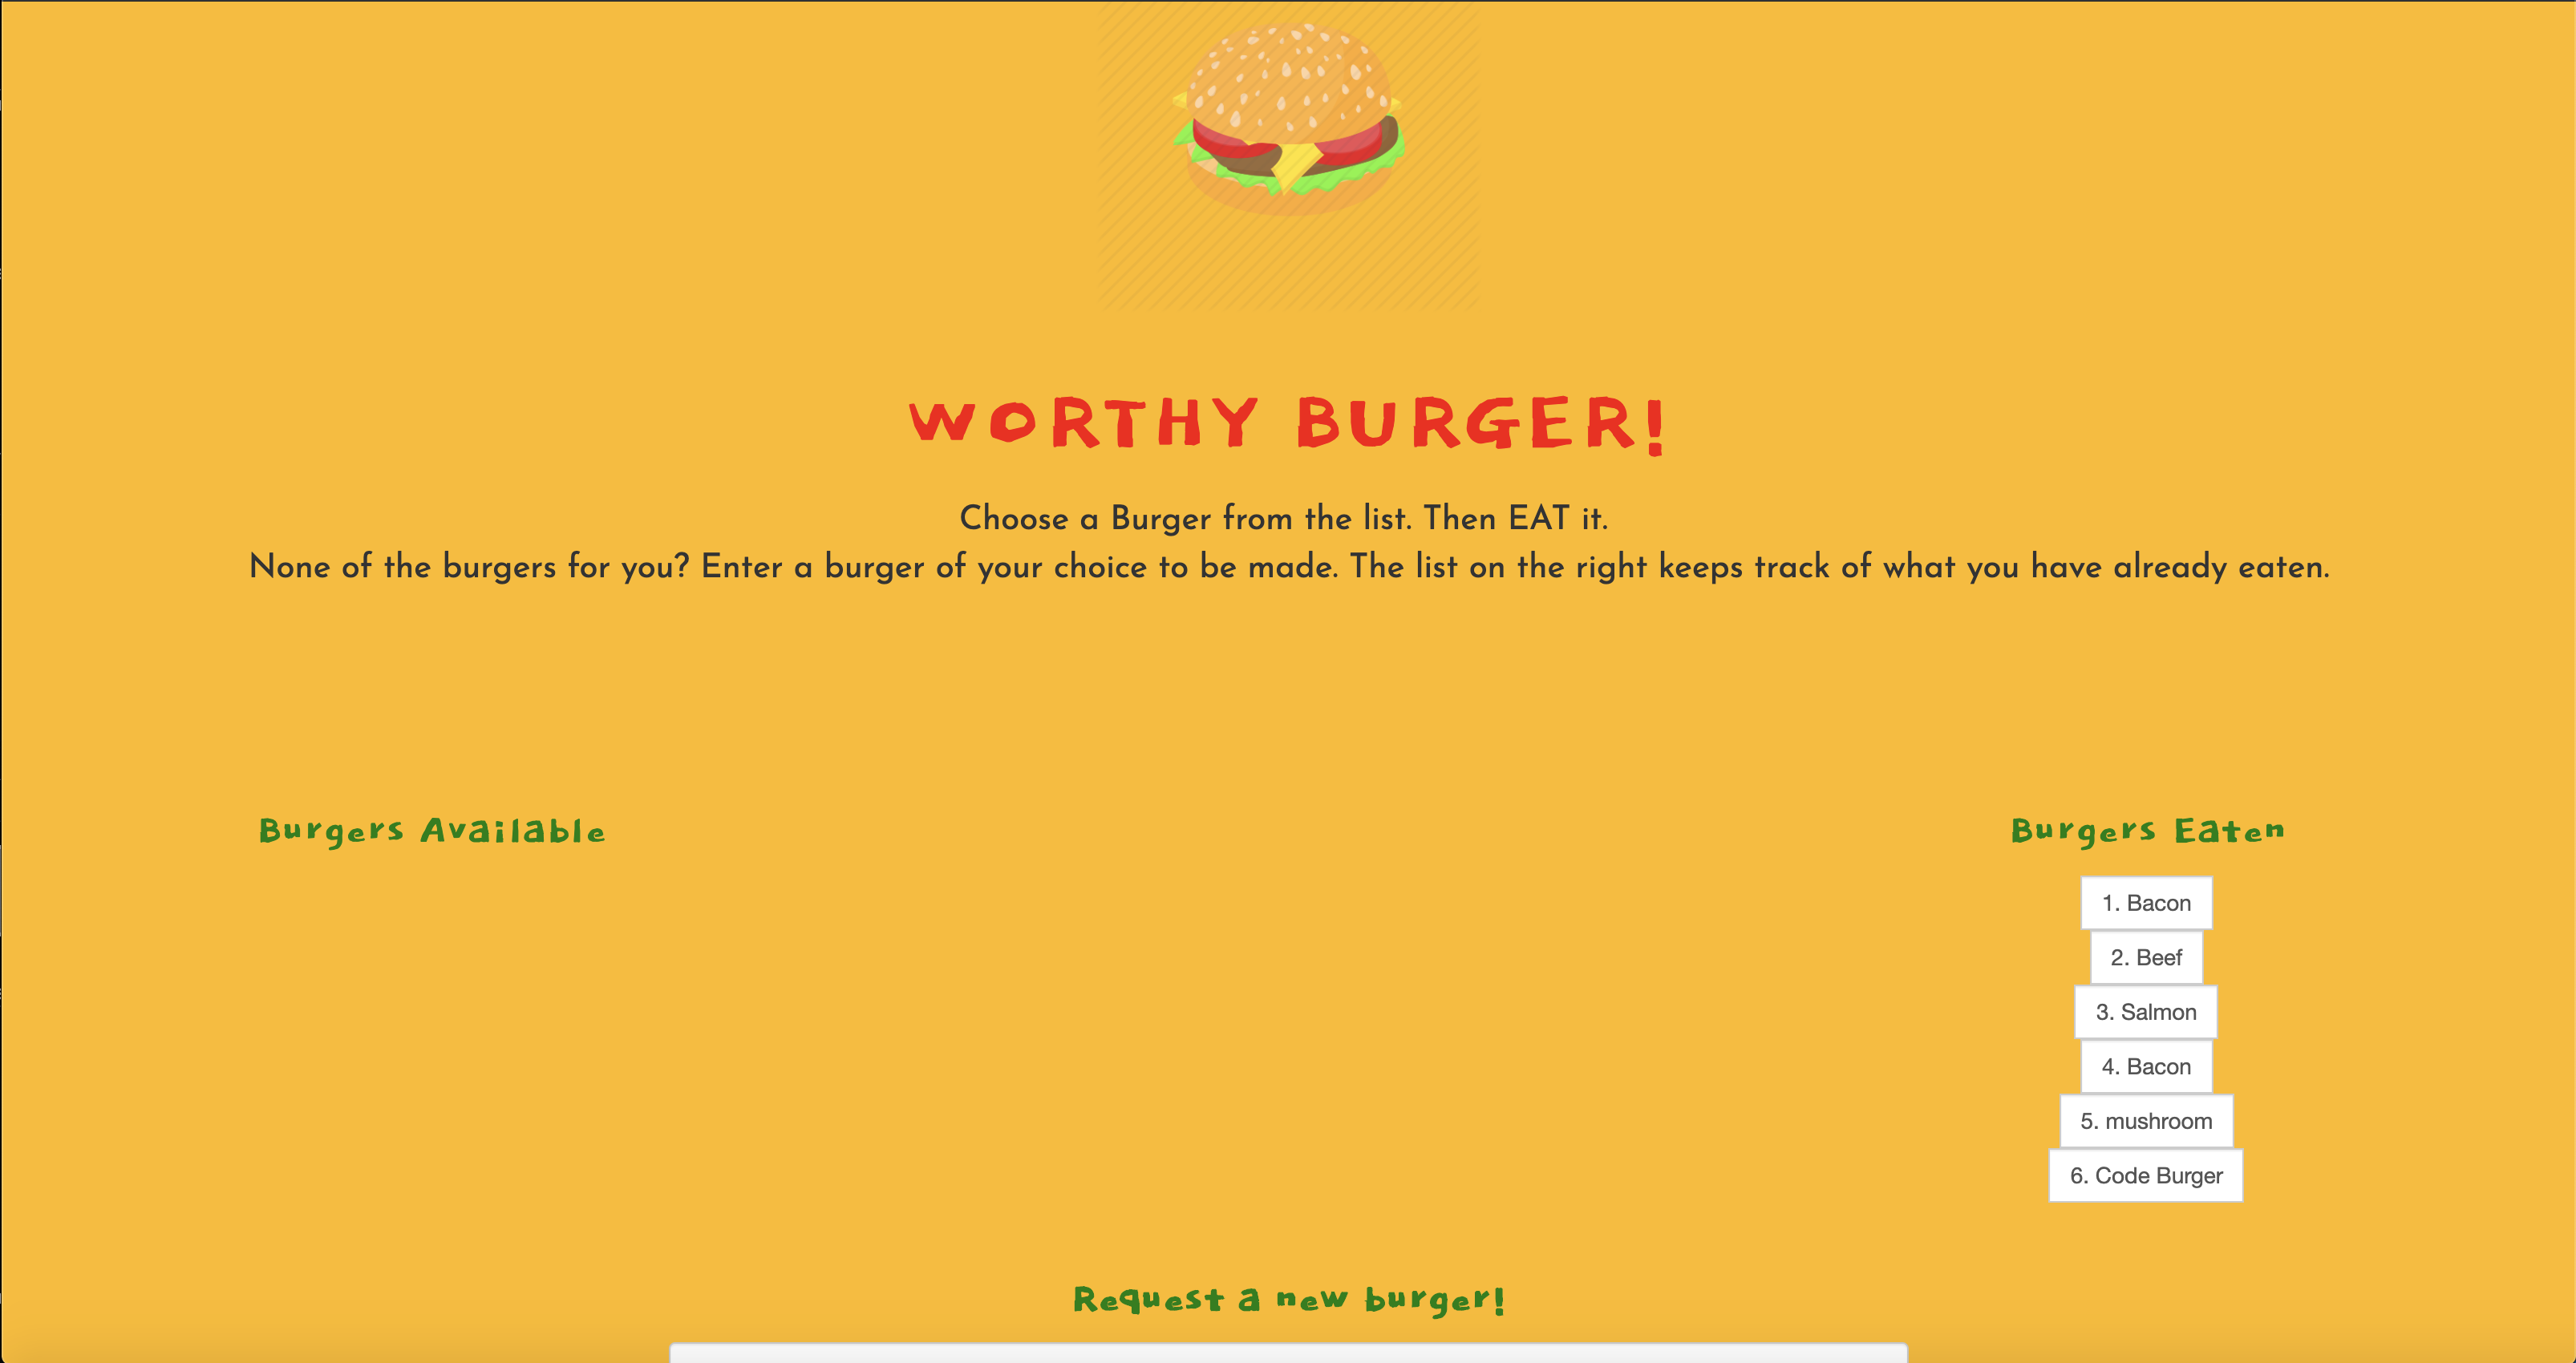 WORTHY BURGER!
Choose a Burger from the list. Then EAT it.
None of the burgers for you? Enter a burger of your choice to be made. The list on the right keeps track of what you have already eaten.
Burgers Available
Burgers Eaten
1. Bacon
2. Beef
3. Salmon
4. Bacon
5. mushroom
6. Code Burger
Request a new burger!